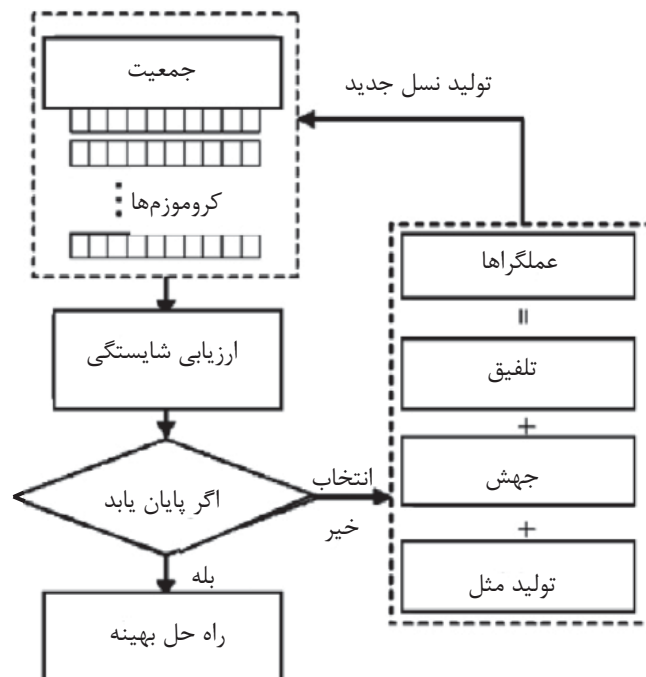 جمعیت
تولید نسل جدید
کروموزم‌ها
عملگراها
=
ارزیابی شایستگی
تلفیق
+
انتخاب
جهش
اگر پایان یابد
خیر
+
بله
تولید مثل
راه حل بهینه